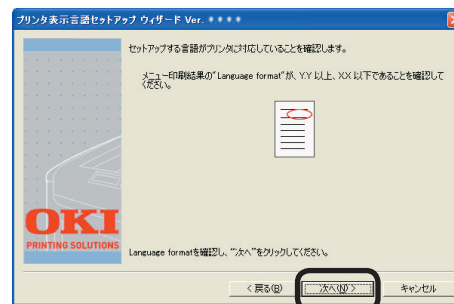 プリンタ表示言語セットアップ ウィザード Ver. ****
セットアップする言語がプリンタに対応していることを確認します。
メニュー印刷結果の"Language format"が、Y.Y 以上、X.X 以下であることを確認して
ください。
OKI
PRINTING SOLUTIONS
Language formatを確認し、"次へ"をクリックしてください。
< 戻る(B)
次へ(N) >
キャンセル